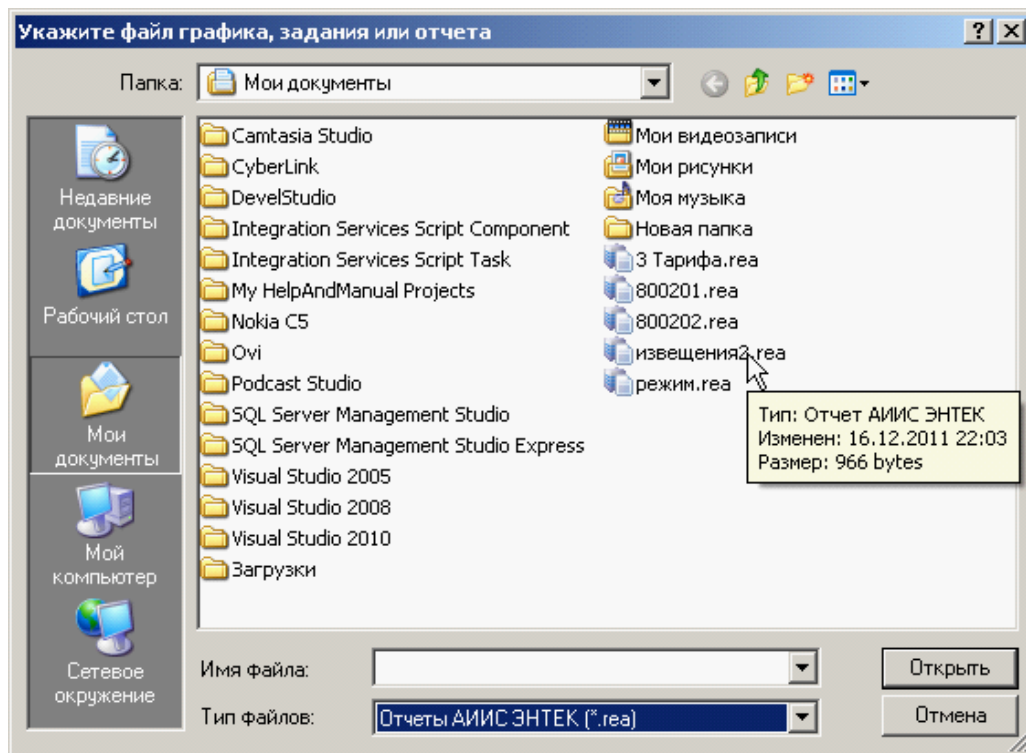 Укажите файл графика, задания или отчета
Папка: Мои документы
Недавние
документы
Рабочий стол
Мои
документы
Мой
компьютер
Сетевое
окружение
Camtasia Studio
CyberLink
DevelStudio
Integration Services Script Component
Integration Services Script Task
My HelpAndManual Projects
Nokia C5
Ovi
Podcast Studio
SQL Server Management Studio
SQL Server Management Studio Express
Visual Studio 2005
Visual Studio 2008
Visual Studio 2010
Загрузки
Мои видеозаписи
Мои рисунки
Моя музыка
Новая папка
3 Тарифа.rea
800201.rea
800202.rea
извещения2.rea
режим.rea
Тип: Отчет АИИС ЭНТЕК
Изменен: 16.12.2011 22:03
Размер: 966 bytes
Имя файла:
Открыть
Тип файлов: Отчеты АИИС ЭНТЕК (*.rea)
Отмена